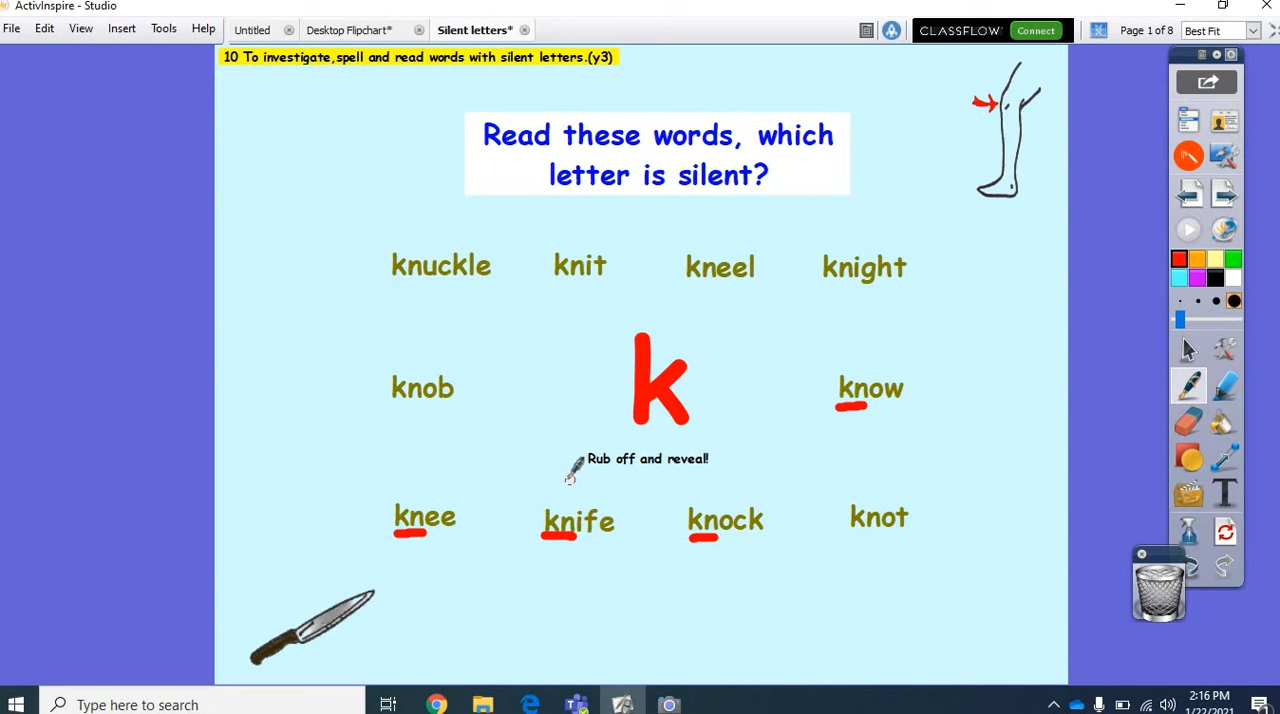 ActivInspire - Studio
File Edit View Insert Tools Help
Untitled Desktop Flipchart* Silent letters*
CLASSFLOW Connect
Page 1 of 8 Best Fit
10 To investigate,spell and read words with silent letters.(y3)
Read these words, which
letter is silent?
knuckle knit kneel knight
knob k know
Rub off and reveal!
knee knife knock knot
T
Type here to search
2:16 PM
1/22/2021